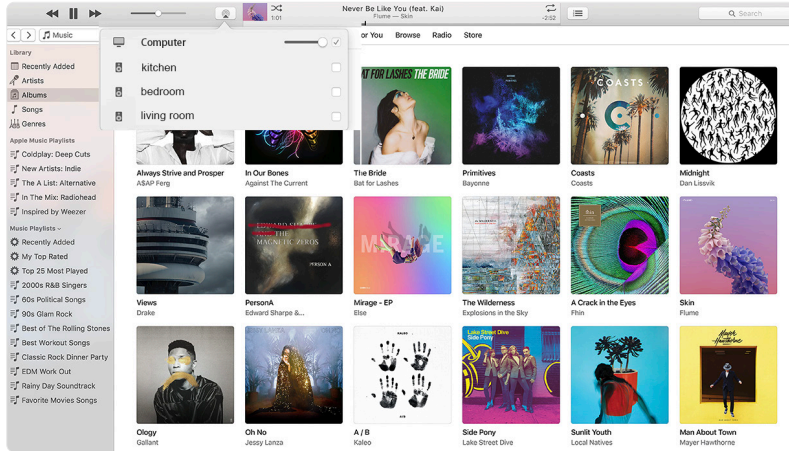 Never Be Like You (feat. Kai)
Flume — Skin
1:01
-2:52
Search
Music
or You
Browse
Radio
Store
Computer
kitchen
bedroom
living room
Library
Recently Added
Artists
Albums
Songs
Genres
Apple Music Playlists
Coldplay: Deep Cuts
New Artists: Indie
The A List: Alternative
In The Mix: Radiohead
Inspired by Weezer
Music Playlists
Recently Added
My Top Rated
Top 25 Most Played
2000s R&B Singers
60s Political Songs
90s Glam Rock
Best of The Rolling Stones
Best Workout Songs
Classic Rock Dinner Party
EDM Work Out
Rainy Day Soundtrack
Favorite Movies Songs
AT FOR LASHES THE BRIDE
COASTS
Always Strive and Prosper
A$AP Ferg
In Our Bones
Against The Current
The Bride
Bat for Lashes
Primitives
Bayonne
Coasts
Coasts
Midnight
Dan Lissvik
AND THE
MAGNETIC ZEROS
PERSON A
MIRAGE
Views
Drake
PersonA
Edward Sharpe &...
Mirage - EP
Else
The Wilderness
Explosions in the Sky
A Crack in the Eyes
Fhin
Skin
Flume
JESSY LANZA
OH NO
KALEO
A/B
Lake Street Dive
Side Pony
Mayer
Hawthorne
Ology
Gallant
Oh No
Jessy Lanza
A / B
Kaleo
Side Pony
Lake Street Dive
Sunlit Youth
Local Natives
Man About Town
Mayer Hawthorne